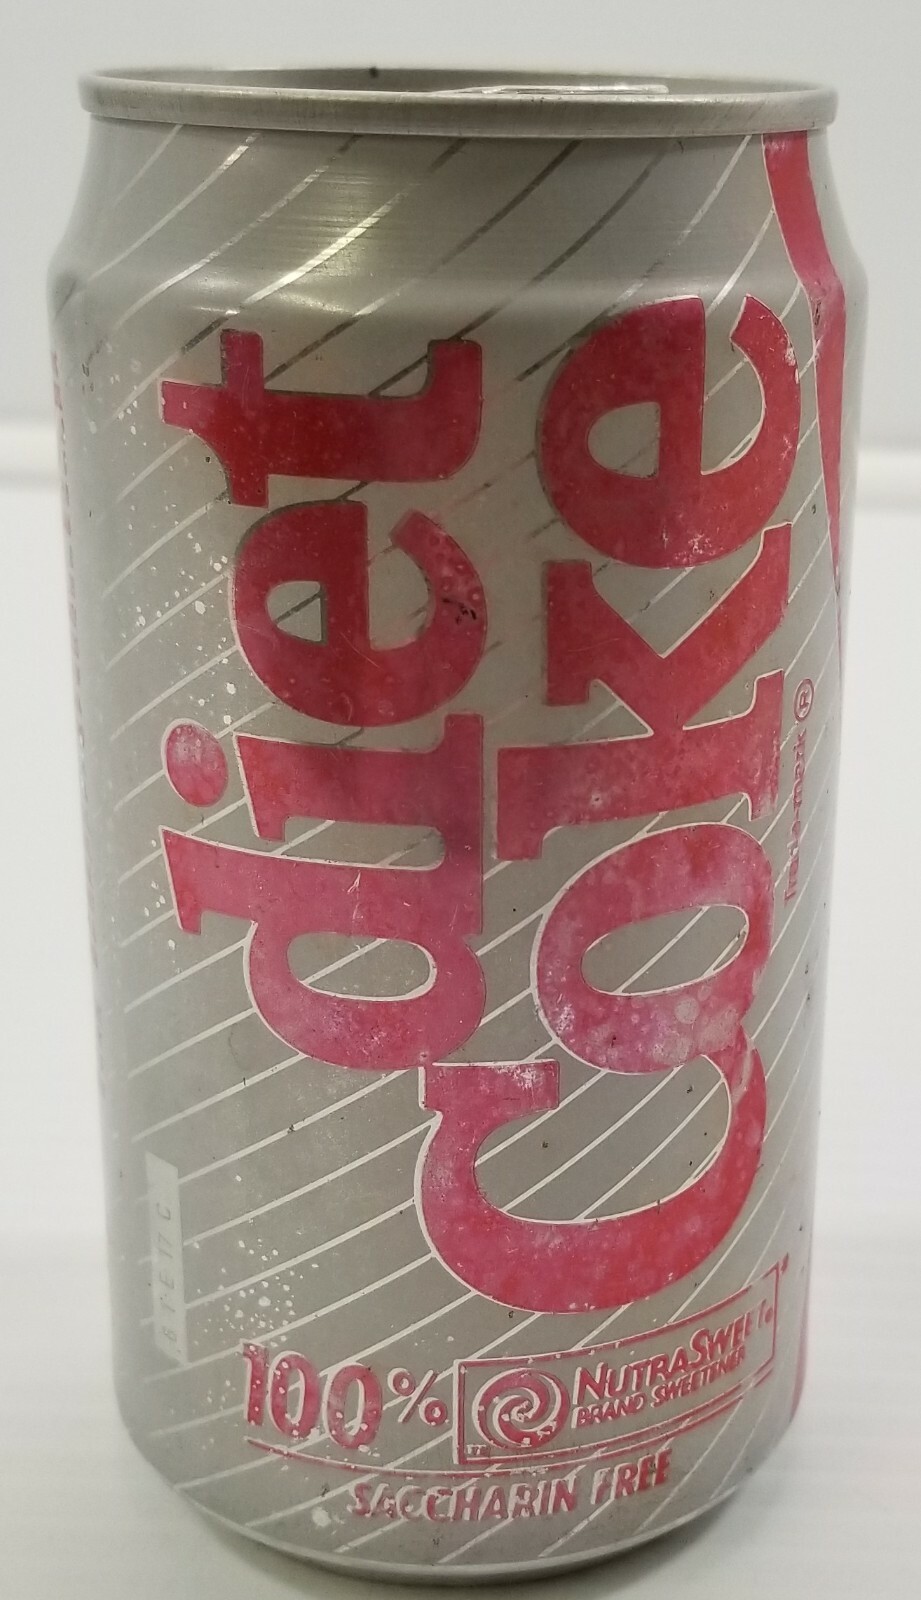 diet
Coke
Trade-mark ®
100% NUTRASWEET®
BRAND SWEETENER
SACCHARIN FREE